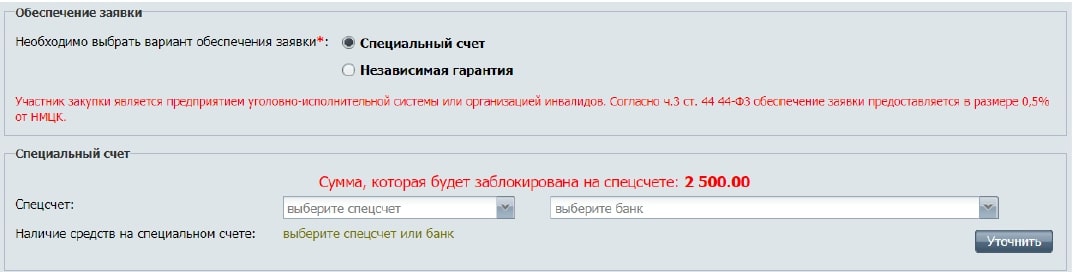 Обеспечение заявки
Необходимо выбрать вариант обеспечения заявки*: Специальный счет
Независимая гарантия
Участник закупки является предприятием уголовно-исполнительной системы или организацией инвалидов. Согласно ч.3 ст. 44 44-ФЗ обеспечение заявки предоставляется в размере 0,5%
от НМЦК.
Специальный счет
Сумма, которая будет заблокирована на спецсчете: 2 500.00
Спецсчет: выберите спецсчет выберите банк
Наличие средств на специальном счете: выберите спецсчет или банк Уточнить